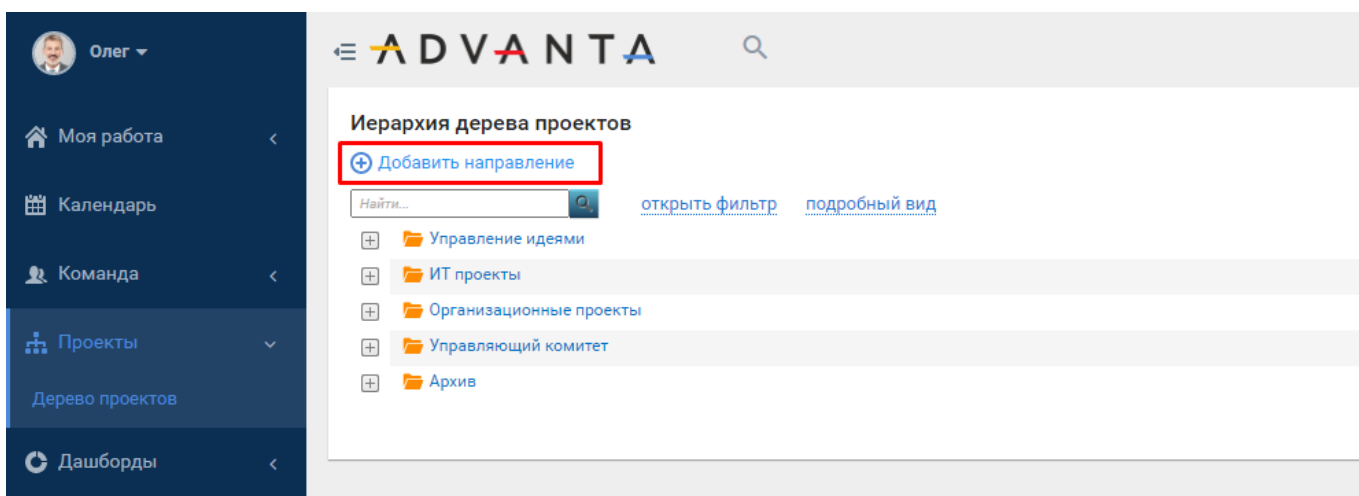 Олег
ADVANTA
Моя работа
Календарь
Команда
Проекты
Дерево проектов
Дашборды
Иерархия дерева проектов
Добавить направление
Найти...
открыть фильтр подробный вид
Управление идеями
ИТ проекты
Организационные проекты
Управляющий комитет
Архив